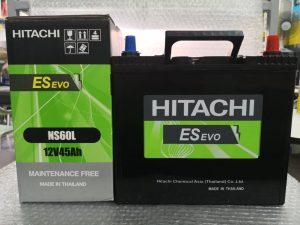 HITACHI
ES EVO
NS60L
12V45Ah
MAINTENANCE FREE
MADE IN THAILAND
HITACHI
ES EVO
Hitachi Chemical Asia (Thailand) Co.,Ltd.
MADE IN THAILAND